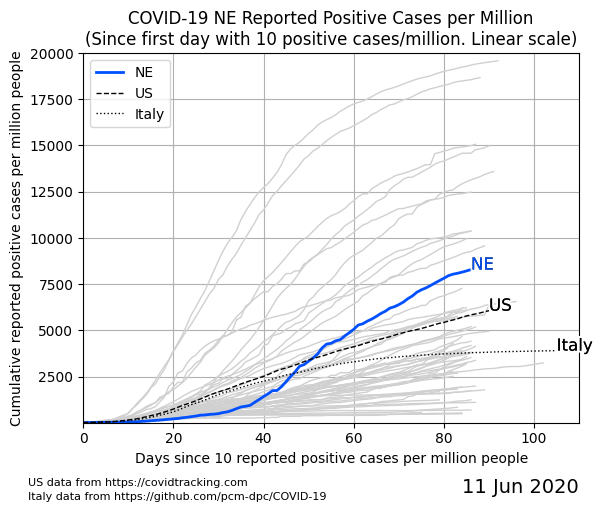 COVID-19 NE Reported Positive Cases per Million
(Since first day with 10 positive cases/million. Linear scale)
Cumulative reported positive cases per million people
20000
17500
15000
12500
10000
7500
5000
2500
NE
US
Italy
NE
US
Italy
0 20 40 60 80 100
Days since 10 reported positive cases per million people
US data from https://covidtracking.com
Italy data from https://github.com/pcm-dpc/COVID-19
11 Jun 2020